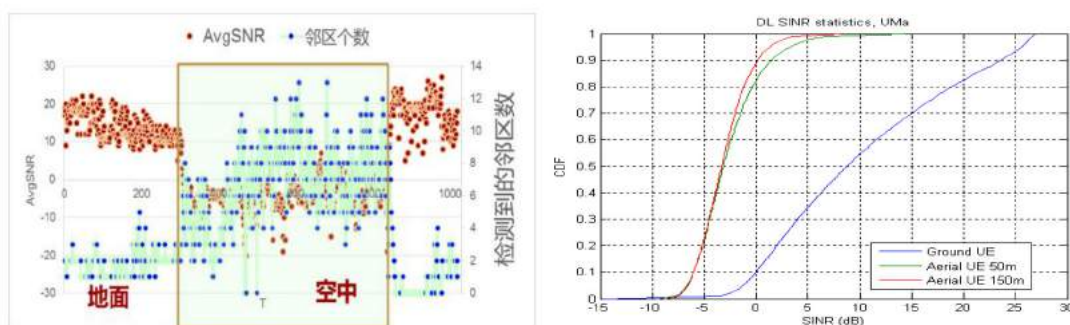 AvgSNR 邻区个数
30 14
20 12
10 10
0 8
0 200 1000
-10 6
-20 4
-30 2
0
AvgSNR
检测到的邻区数
地面
空中
T
DL SINR statistics, UMa
1
0.9
0.8
0.7
0.6
0.5
0.4
0.3
0.2
0.1
0
CDF
-15 -10 -5 0 5 10 15 20 25 30
SINR (dB)
Ground UE
Aerial UE 50m
Aerial UE 150m